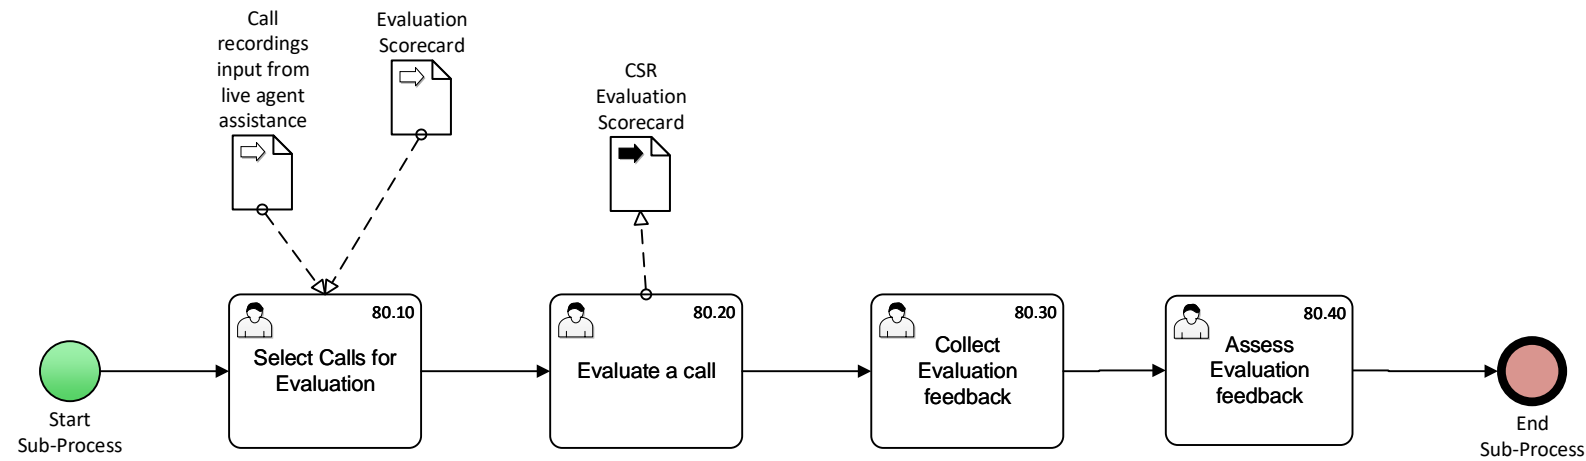 Call
recordings
input from
live agent
assistance
Evaluation
Scorecard
CSR
Evaluation
Scorecard
80.10
Select Calls for
Evaluation
80.20
Evaluate a call
80.30
Collect
Evaluation
feedback
80.40
Assess
Evaluation
feedback
Start
Sub-Process
End
Sub-Process